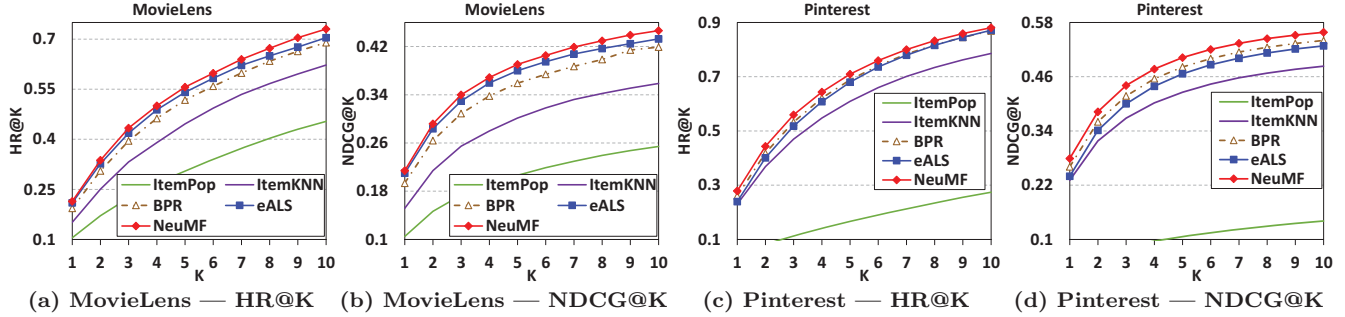 MovieLens
HR@K
0.7
0.55
0.4
0.25
0.1
ItemPop
ItemKNN
BPR
eALS
NeuMF
1 2 3 4 5 6 7 8 9 10
K
(a) MovieLens — HR@K
MovieLens
NDCG@K
0.42
0.34
0.26
0.18
0.1
ItemPop
ItemKNN
BPR
eALS
NeuMF
1 2 3 4 5 6 7 8 9 10
K
(b) MovieLens — NDCG@K
Pinterest
HR@K
0.9
0.7
0.5
0.3
0.1
ItemPop
ItemKNN
BPR
eALS
NeuMF
1 2 3 4 5 6 7 8 9 10
K
(c) Pinterest — HR@K
Pinterest
NDCG@K
0.58
0.46
0.34
0.22
0.1
ItemPop
ItemKNN
BPR
eALS
NeuMF
1 2 3 4 5 6 7 8 9 10
K
(d) Pinterest — NDCG@K